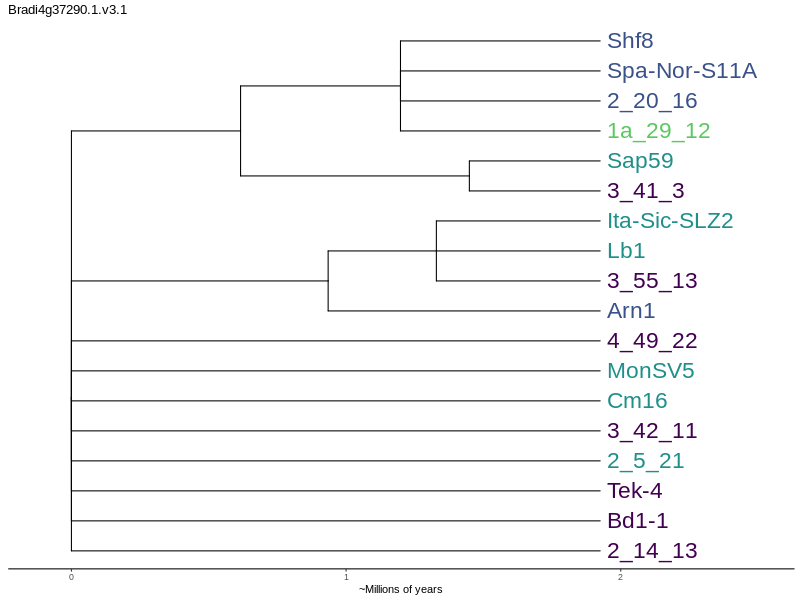 Bradi4g37290.1.v3.1
Shf8
Spa-Nor-S11A
2_20_16
1a_29_12
Sap59
3_41_3
Ita-Sic-SLZ2
Lb1
3_55_13
Arn1
4_49_22
MonSV5
Cm16
3_42_11
2_5_21
Tek-4
Bd1-1
2_14_13
0 1 2
~Millions of years